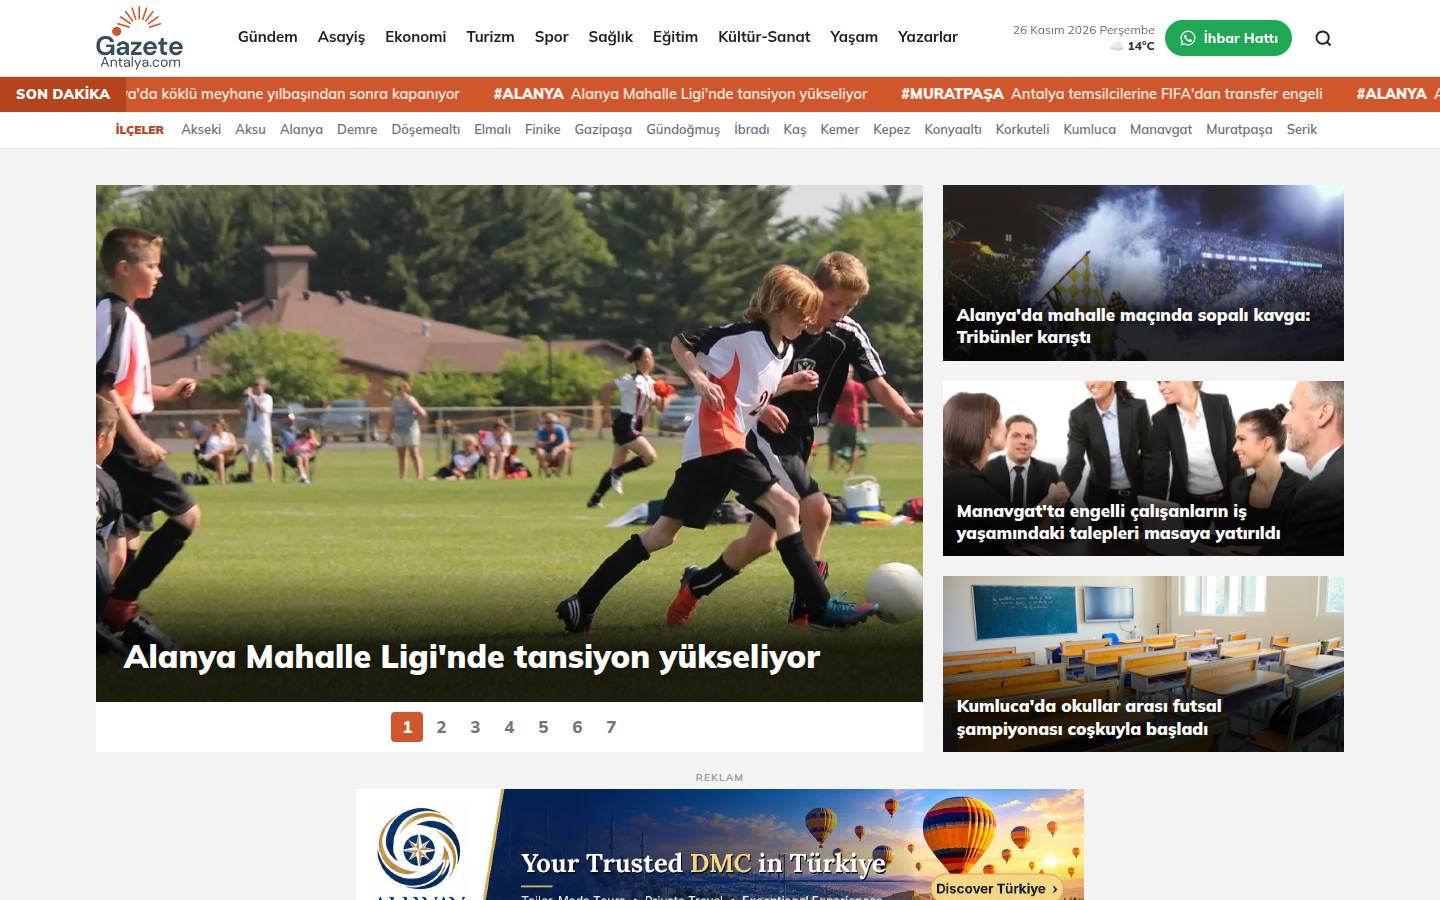 Gazete
Antalya.com
Gündem Asayiş Ekonomi Turizm Spor Sağlık Eğitim Kültür-Sanat Yaşam Yazarlar
26 Kasım 2026 Perşembe
14°C
İhbar Hattı
SON DAKİKA
'da köklü meyhane yılbaşından sonra kapanıyor #ALANYA Alanya Mahalle Ligi'nde tansiyon yükseliyor #MURATPAŞA Antalya temsilcilerine FIFA'dan transfer engeli #ALANYA
İLÇELER Akseki Aksu Alanya Demre Döşemealtı Elmalı Finike Gazipaşa Gündoğmuş İbradı Kaş Kemer Kepez Konyaaltı Korkuteli Kumluca Manavgat Muratpaşa Serik
Alanya Mahalle Ligi'nde tansiyon yükseliyor
1 2 3 4 5 6 7
Alanya'da mahalle maçında sopalı kavga:
Tribünler karıştı
Manavgat'ta engelli çalışanların iş
yaşamındaki talepleri masaya yatırıldı
Kumluca'da okullar arası futsal
şampiyonası coşkuyla başladı
REKLAM
Your Trusted DMC in Türkiye
Discover Türkiye